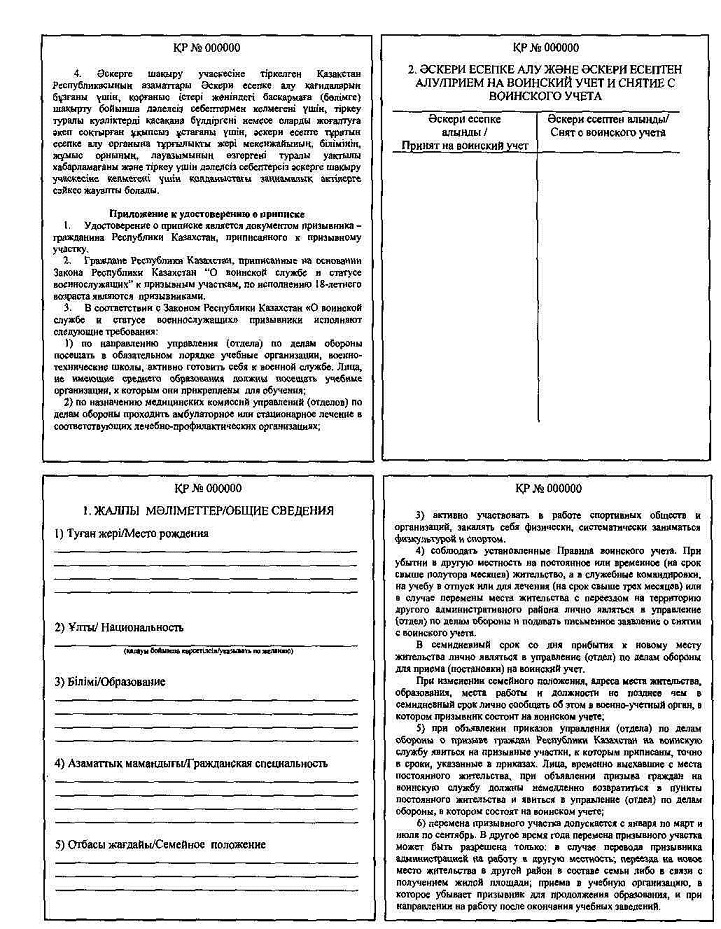 ҚР № 000000
4. Әскерге шақыру учаскесіне тіркелген Қазақстан
Республикасының азаматтары Әскери есепке алу қағидаларын
бұзғаны үшін, қорғаныс істері жөніндегі басқармаға (бөлімге)
шақырту бойынша дәлелсіз себептермен келмегені үшін, тіркеу
туралы куәліктерді қасақана бүлдіргені немесе оларды жоғалтуға
әкеп соқтырған ұқыпсыз ұстағаны үшін, әскери есепте тұратын
есепке алу органына тұрғылықты жері мекенжайының, білімінің,
жұмыс орнының, лауазымының өзгергені туралы уақтылы
хабарламағаны және тіркеу үшін дәлелсіз себептерсіз әскерге шақыру
учаскесіне келмегені үшін қолданыстағы заңнамалық актілерге
сәйкес жауапты болады.
Приложение к удостоверению о приписке
1. Удостоверение о приписке является документом призывника –
гражданина Республики Казахстан, приписанного к призывному
участку.
2. Граждане Республики Казахстан, приписанные на основании
Закона Республики Казахстан “О воинской службе и статусе
военнослужащих” к призывным участкам, по исполнению 18-летнего
возраста являются призывниками.
3. В соответствии с Законом Республики Казахстан «О воинской
службе и статусе военнослужащих» призывники исполняют
следующие требования:
1) по направлению управления (отдела) по делам обороны
посещать в обязательном порядке учебные организации, военно-
технические школы, активно готовить себя к военной службе. Лица,
не имеющие среднего образования должны посещать учебные
организации, к которым они прикреплены для обучения;
2) по назначению медицинских комиссий управлений (отделов) по
делам обороны проходить амбулаторное или стационарное лечение в
соответствующих лечебно-профилактических организациях;
ҚР № 000000
2. ӘСКЕРИ ЕСЕПКЕ АЛУ ЖӘНЕ ӘСКЕРИ ЕСЕПТЕН
АЛУ/ПРИЕМ НА ВОИНСКИЙ УЧЕТ И СНЯТИЕ С
ВОИНСКОГО УЧЕТА
Әскери есепке
алынды /
Принят на воинский учет
Әскери есептен алынды/
Снят с воинского учета
ҚР № 000000
1. ЖАЛПЫ МӘЛІМЕТТЕР/ОБЩИЕ СВЕДЕНИЯ
1) Туған жері/Место рождения
2) Ұлты/ Национальность
(қалауы бойынша көрсетілсін/указывать по желанию)
3) Білімі/Образование
4) Азаматтық мамандығы/Гражданская специальность
5) Отбасы жағдайы/Семейное положение
ҚР № 000000
3) активно участвовать в работе спортивных обществ и
организаций, закалять себя физически, систематически заниматься
физкультурой и спортом.
4) соблюдать установленные Правила воинского учета. При
убытии в другую местность на постоянное или временное (на срок
свыше полутора месяцев) жительство, а в служебные командировки,
на учебу в отпуск или для лечения (на срок свыше трех месяцев) или
в случае перемены места жительства с переездом на территорию
другого административного района лично являться в управление
(отдел) по делам обороны и подавать письменное заявление о снятии
с воинского учета.
В семидневный срок со дня прибытия к новому месту
жительства лично являться в управление (отдел) по делам обороны
для приема (постановки) на воинский учет.
При изменении семейного положения, адреса места жительства,
образования, места работы и должности не позднее чем в
семидневный срок лично сообщать об этом в военно-учетный орган, в
котором призывник состоит на воинском учете;
5) при объявлении приказов управления (отдела) по делам
обороны о призыве граждан Республики Казахстан на воинскую
службу явиться на призывные участки, к которым приписаны, точно
в сроки, указанные в приказах. Лица, временно выехавшие с места
постоянного жительства, при объявлении призыва граждан на
воинскую службу должны немедленно возвратиться в пункты
постоянного жительства и явиться в управление (отдел) по делам
обороны, в котором состоят на воинском учете;
6) перемена призывного участка допускается с января по март и
июля по сентябрь. В другое время года перемена призывного участка
может быть разрешена только: в случае перевода призывника
администрацией на работу в другую местность; переезда на новое
место жительства в другой район в составе семьи либо в связи с
получением жилой площади; приема в учебную организацию, в
которое убывает призывник для продолжения образования, и при
направлении на работу после окончания учебных заведений.